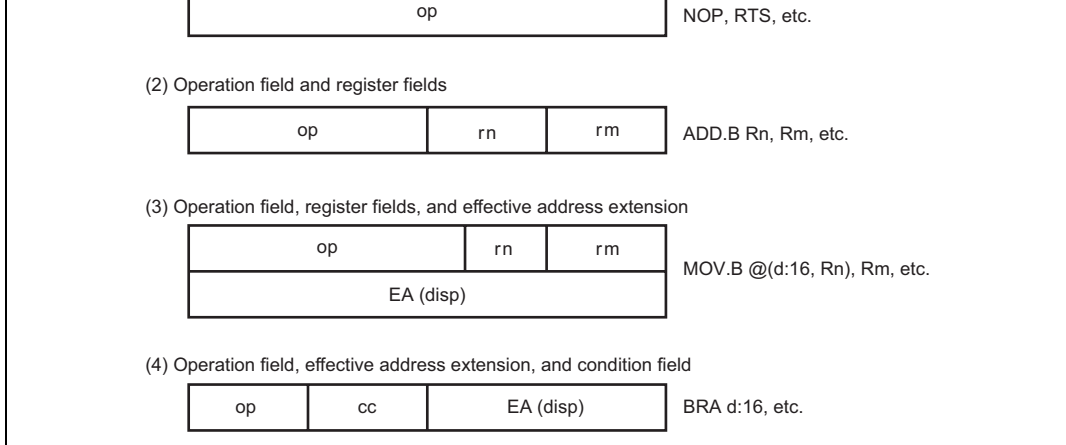 op
NOP, RTS, etc.
(2) Operation field and register fields
op rn rm
ADD.B Rn, Rm, etc.
(3) Operation field, register fields, and effective address extension
op rn rm
MOV.B @(d:16, Rn), Rm, etc.
EA (disp)
(4) Operation field, effective address extension, and condition field
op cc EA (disp)
BRA d:16, etc.